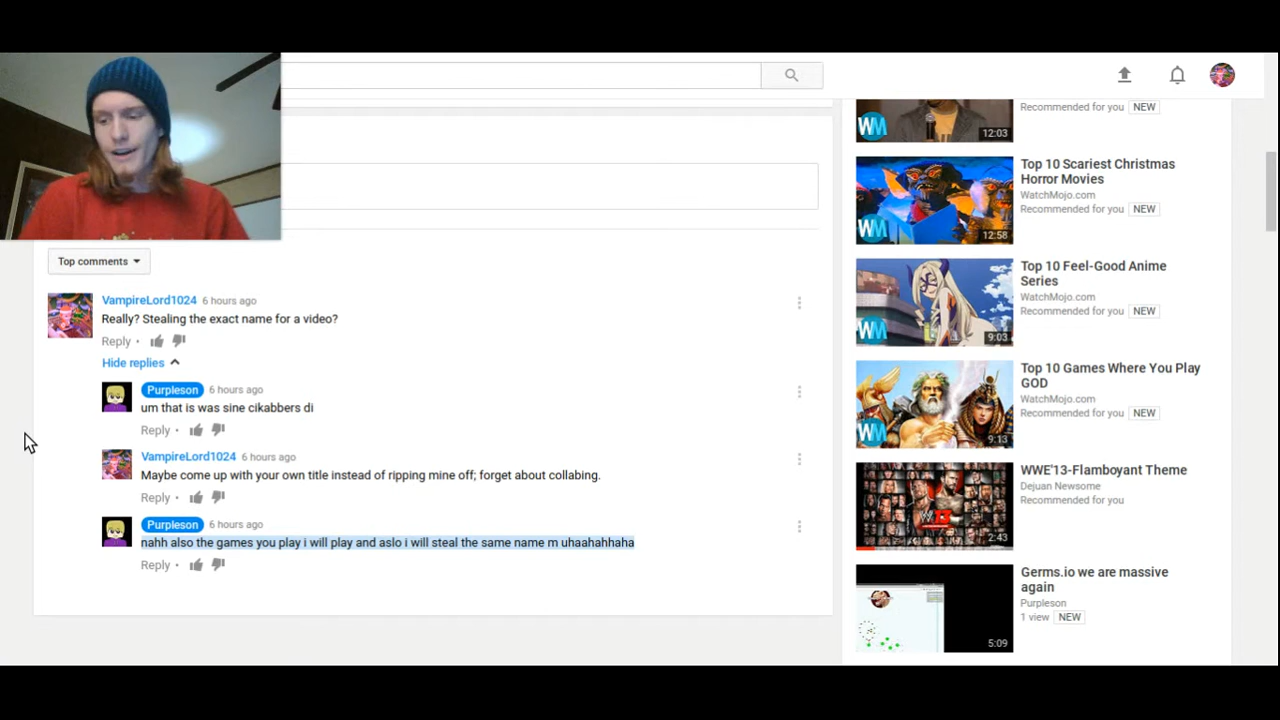 Top comments
VampireLord1024 6 hours ago
Really? Stealing the exact name for a video?
Reply
Hide replies
Purpleson 6 hours ago
um that is was sine cikabbers di
Reply
VampireLord1024 6 hours ago
Maybe come up with your own title instead of ripping mine off; forget about collabing.
Reply
Purpleson 6 hours ago
nahh also the games you play i will play and aslo i will steal the same name m uhaahahhaha
Reply
WM
12:03
Recommended for you NEW
WM
12:58
Top 10 Scariest Christmas
Horror Movies
WatchMojo.com
Recommended for you NEW
WM
9:03
Top 10 Feel-Good Anime
Series
WatchMojo.com
Recommended for you NEW
WM
9:13
Top 10 Games Where You Play
GOD
WatchMojo.com
Recommended for you NEW
2:43
WWE'13-Flamboyant Theme
Dejuan Newsome
Recommended for you
5:09
Germs.io we are massive
again
Purpleson
1 view NEW